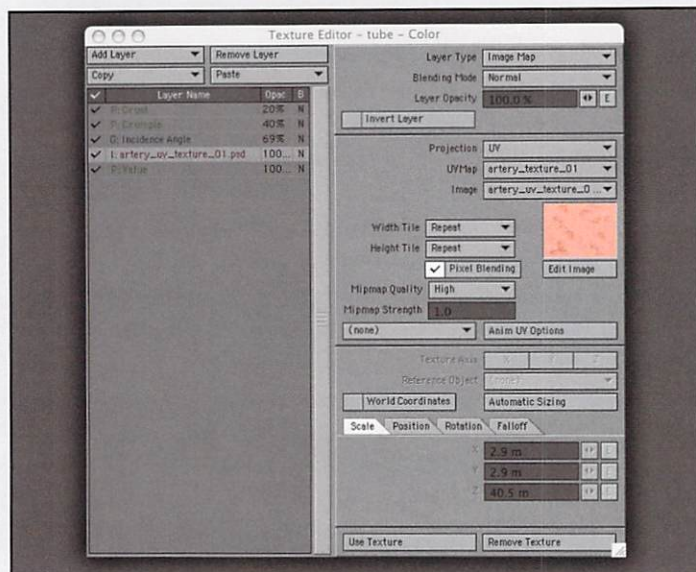 Texture Editor – tube – Color
Add Layer
Remove Layer
Copy
Paste
Layer Name
Opac
B
P: Crust
20%
N
P: Crumple
40%
N
G: Incidence Angle
69%
N
I: artery_uv_texture_01.psd
100...
N
P: Value
100...
N
Layer Type
Image Map
Blending Mode
Normal
Layer Opacity
100.0 %
E
Invert Layer
Projection
UV
UVMap
artery_texture_01
Image
artery_uv_texture_0 ...
Width Tile
Repeat
Height Tile
Repeat
Pixel Blending
Edit Image
Mipmap Quality
High
Mipmap Strength
1.0
(none)
Anim UV Options
Texture Axis
X
Y
Z
Reference Object
(none)
World Coordinates
Automatic Sizing
Scale
Position
Rotation
Falloff
X
2.9 m
E
Y
2.9 m
E
Z
40.5 m
E
Use Texture
Remove Texture